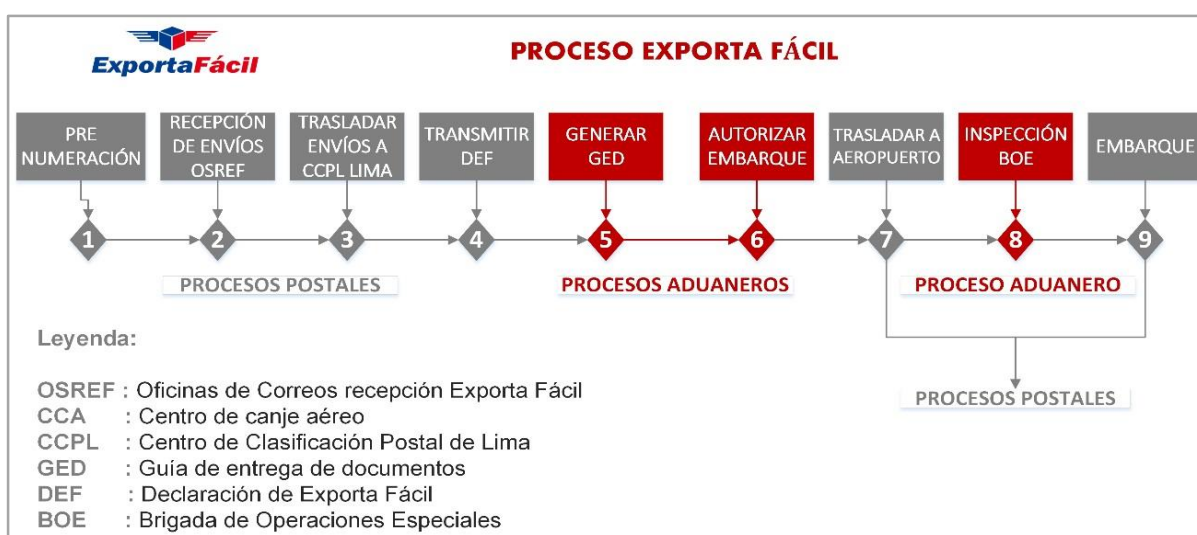 ExportaFácil
PROCESO EXPORTA FÁCIL
PRE
NUMERACIÓN
RECEPCIÓN
DE ENVÍOS
OSREF
TRASLADAR
ENVÍOS A
CCPL LIMA
TRANSMITIR
DEF
GENERAR
GED
AUTORIZAR
EMBARQUE
TRASLADAR A
AEROPUERTO
INSPECCIÓN
BOE
EMBARQUE
1
2
3
4
5
6
7
8
9
PROCESOS POSTALES
PROCESOS ADUANEROS
PROCESO ADUANERO
PROCESOS POSTALES
Leyenda:
OSREF : Oficinas de Correos recepción Exporta Fácil
CCA : Centro de canje aéreo
CCPL : Centro de Clasificación Postal de Lima
GED : Guía de entrega de documentos
DEF : Declaración de Exporta Fácil
BOE : Brigada de Operaciones Especiales